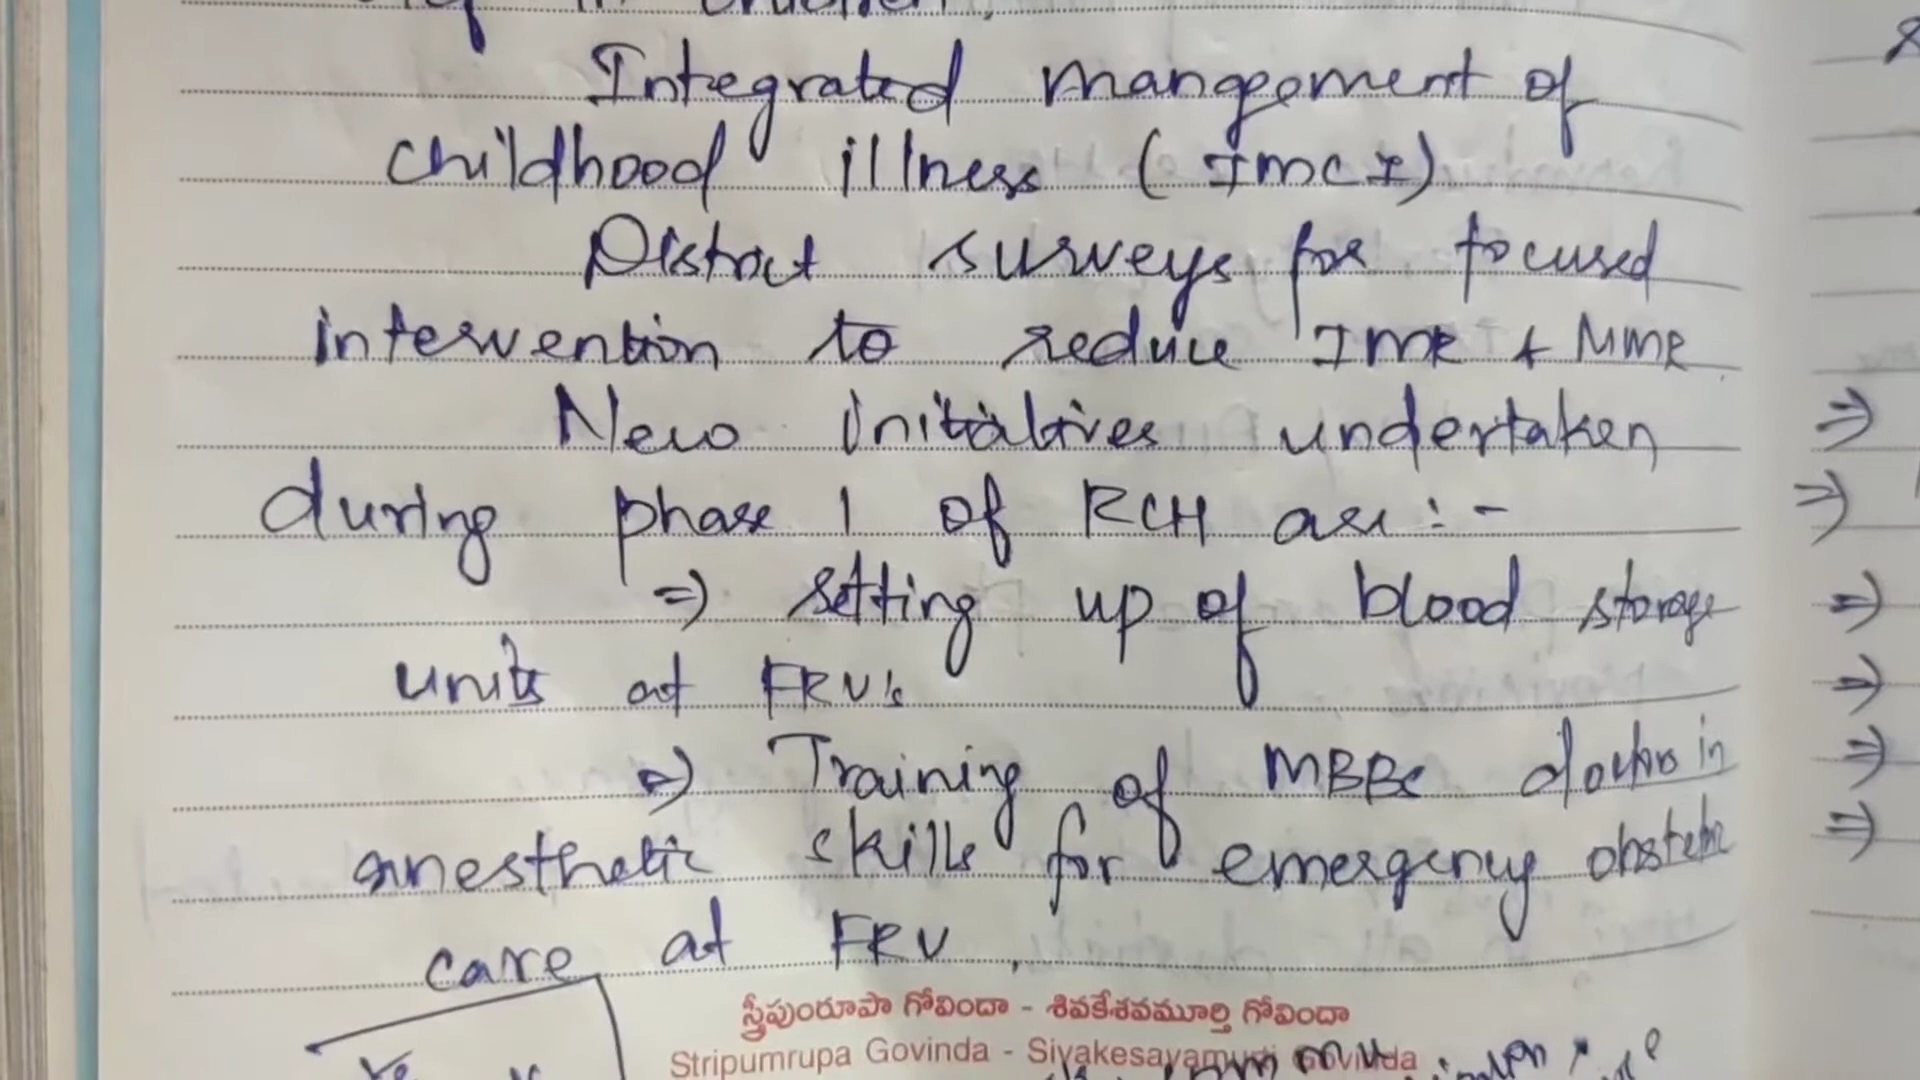 in children,
Integrated mangement of
childhood illness (IMCI)
District surveys for focused
intervention to reduce IMR + MMR
New initiatives undertaken
during phase 1 of RCH are :-
⇒ setting up of blood storage
units at FRU's
⇒ Training of MBBS doctors in
anesthetic skills for emergency obstetric
care at FRU.
స్త్రీపుంరూపా గోవిందా - శివకేశవమూర్తి గోవిందా
Stripumrupa Govinda - Sivakesavamurti Govinda
⇒
⇒
⇒
⇒
⇒
⇒